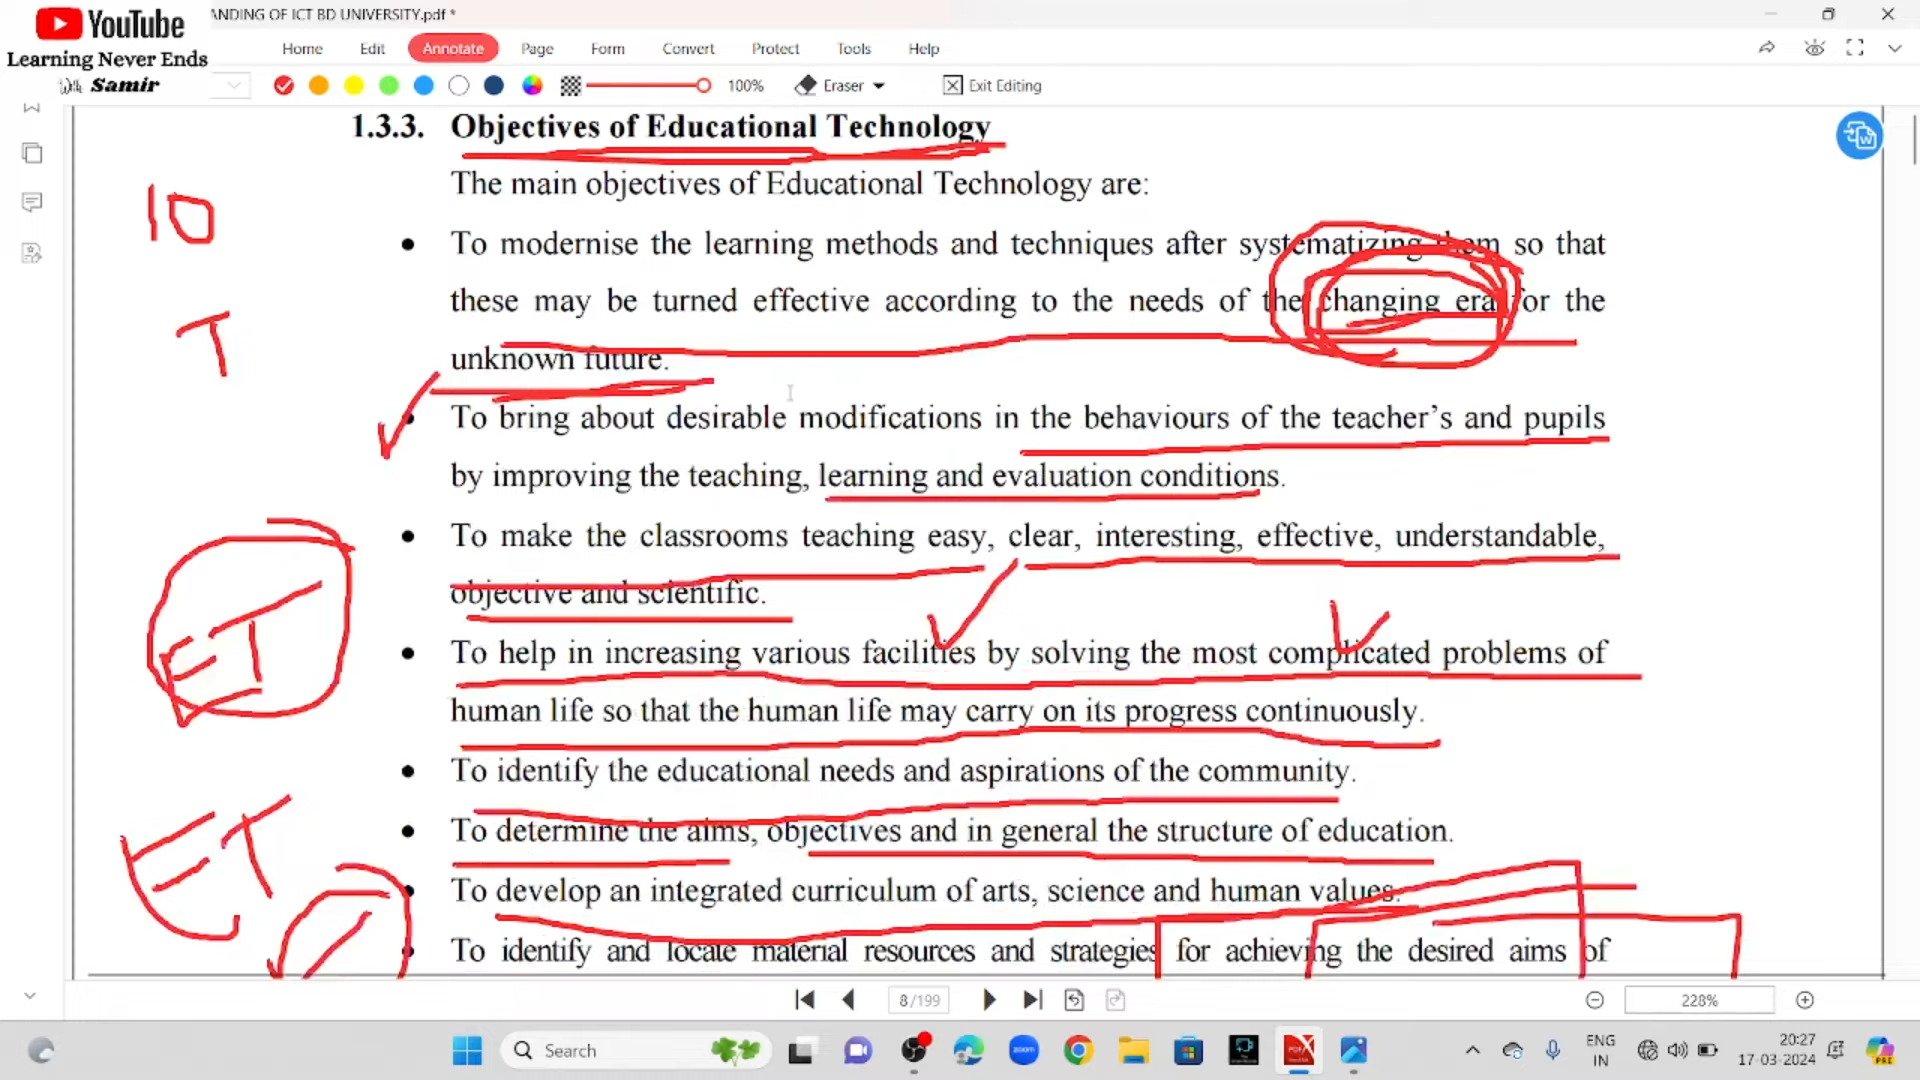 YouTube
ANDING OF ICT BD UNIVERSITY.pdf *
Learning Never Ends
With Samir
Home Edit Annotate Page Form Convert Protect Tools Help
100% Eraser Exit Editing
1.3.3. Objectives of Educational Technology
The main objectives of Educational Technology are:
10
• To modernise the learning methods and techniques after systematizing them so that
these may be turned effective according to the needs of the changing era for the
T
unknown future.
• To bring about desirable modifications in the behaviours of the teacher's and pupils
by improving the teaching, learning and evaluation conditions.
• To make the classrooms teaching easy, clear, interesting, effective, understandable,
objective and scientific.
ET
• To help in increasing various facilities by solving the most complicated problems of
human life so that the human life may carry on its progress continuously.
• To identify the educational needs and aspirations of the community.
• To determine the aims, objectives and in general the structure of education.
ET
• To develop an integrated curriculum of arts, science and human values.
• To identify and locate material resources and strategies for achieving the desired aims of
8/199
228%
Search
zoom
ENG
IN
20:27
17-03-2024
PRE